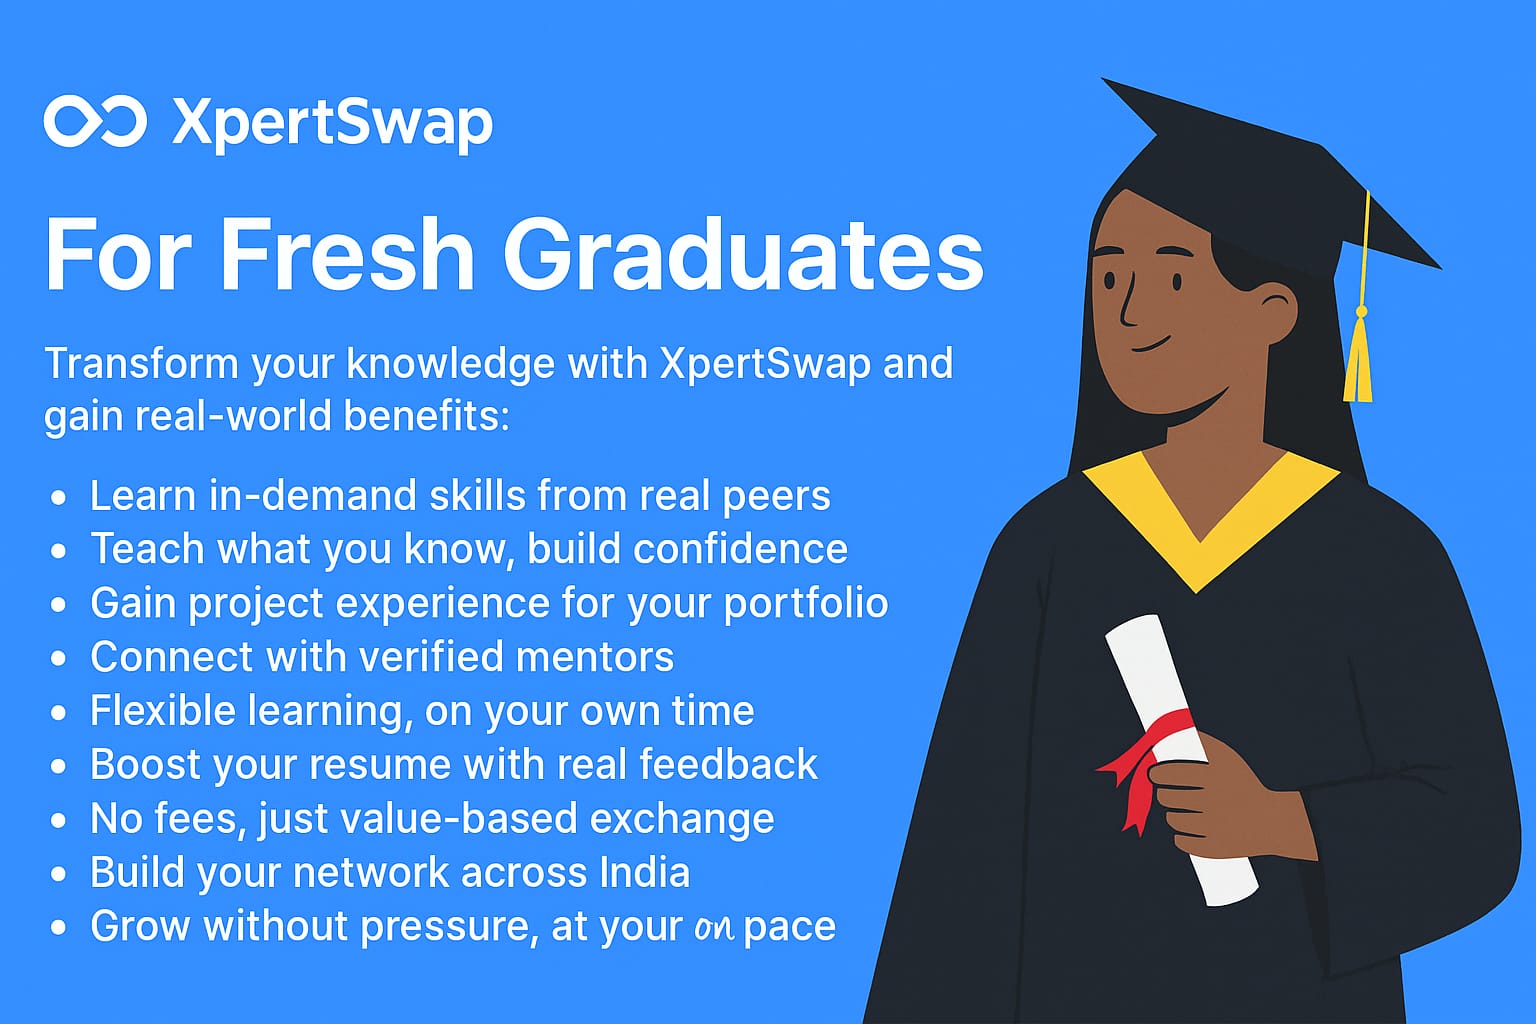 XpertSwap
For Fresh Graduates
Transform your knowledge with XpertSwap and
gain real-world benefits:
• Learn in-demand skills from real peers
• Teach what you know, build confidence
• Gain project experience for your portfolio
• Connect with verified mentors
• Flexible learning, on your own time
• Boost your resume with real feedback
• No fees, just value-based exchange
• Build your network across India
• Grow without pressure, at your on pace